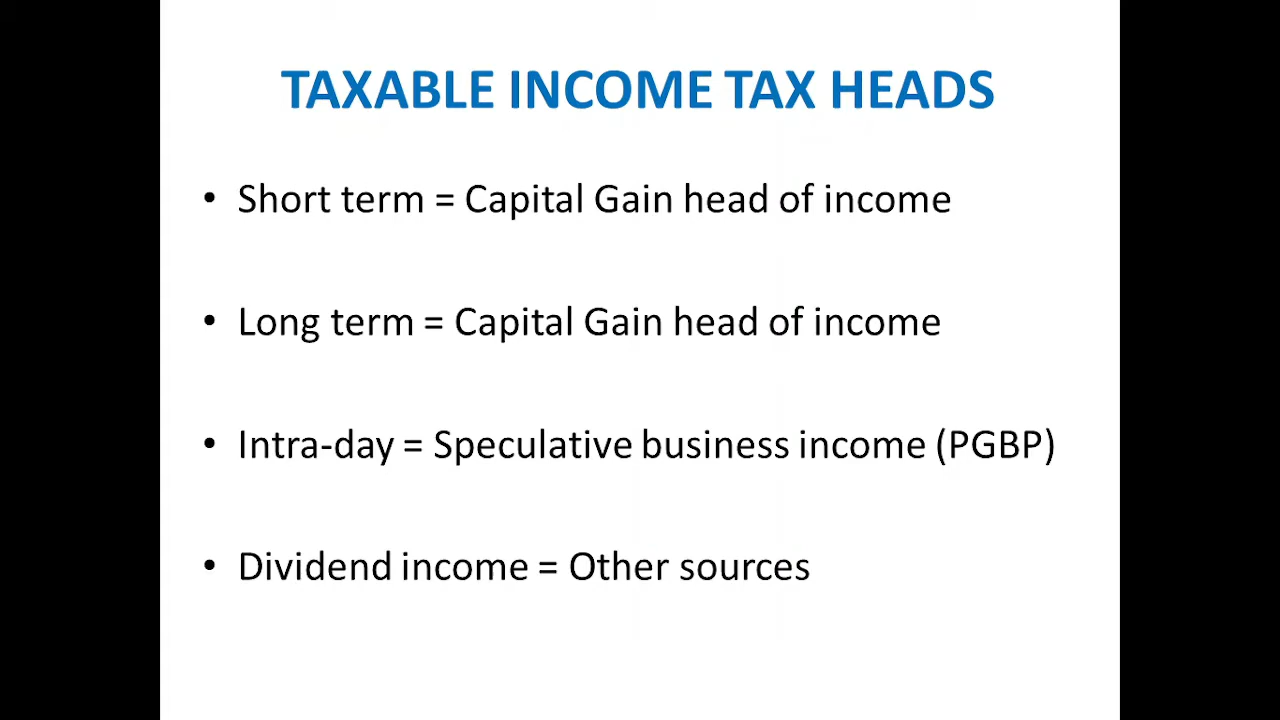 TAXABLE INCOME TAX HEADS
• Short term = Capital Gain head of income
• Long term = Capital Gain head of income
• Intra-day = Speculative business income (PGBP)
• Dividend income = Other sources